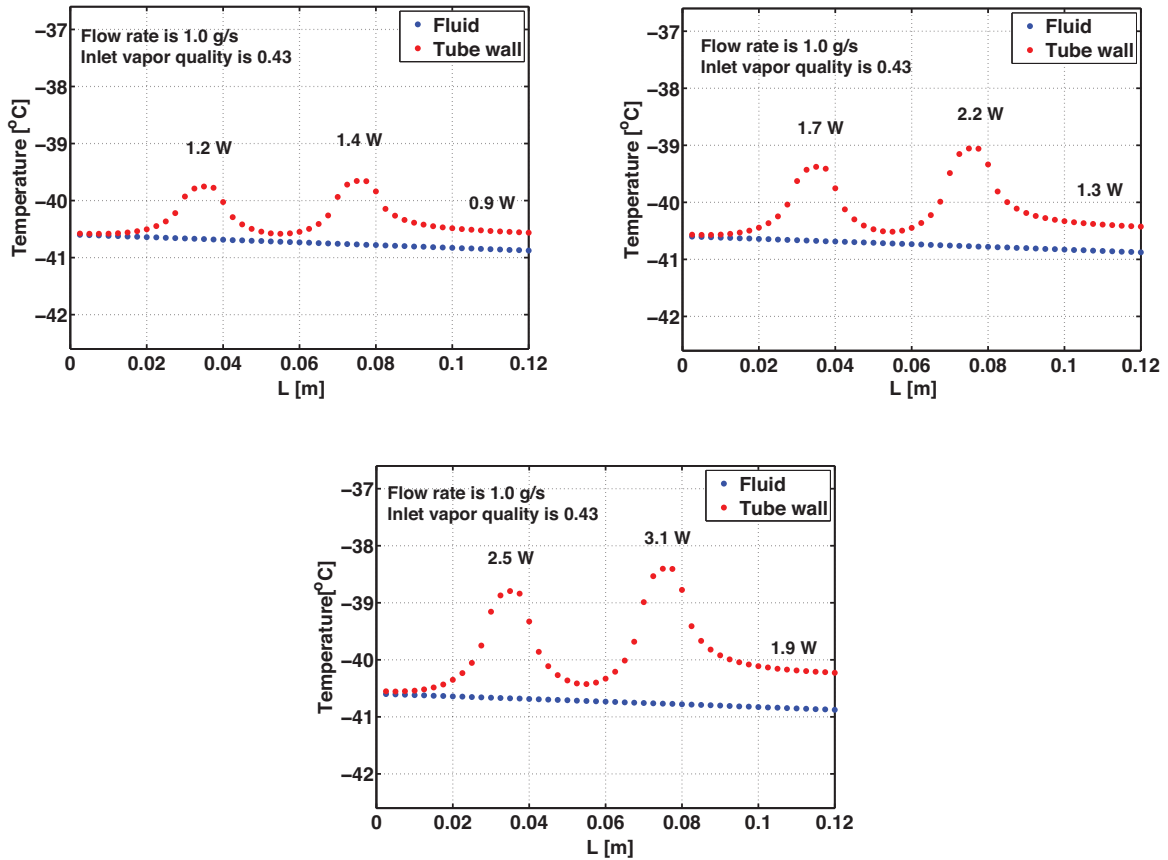 −37
−38
−39
−40
−41
−42
Temperature [°C]
Flow rate is 1.0 g/s
Inlet vapor quality is 0.43
Fluid
Tube wall
1.2 W
1.4 W
0.9 W
0
0.02
0.04
0.06
0.08
0.1
0.12
L [m]
−37
−38
−39
−40
−41
−42
Temperature [°C]
Flow rate is 1.0 g/s
Inlet vapor quality is 0.43
Fluid
Tube wall
1.7 W
2.2 W
1.3 W
0
0.02
0.04
0.06
0.08
0.1
0.12
L [m]
−37
−38
−39
−40
−41
−42
Temperature[°C]
Flow rate is 1.0 g/s
Inlet vapor quality is 0.43
Fluid
Tube wall
2.5 W
3.1 W
1.9 W
0
0.02
0.04
0.06
0.08
0.1
0.12
L [m]